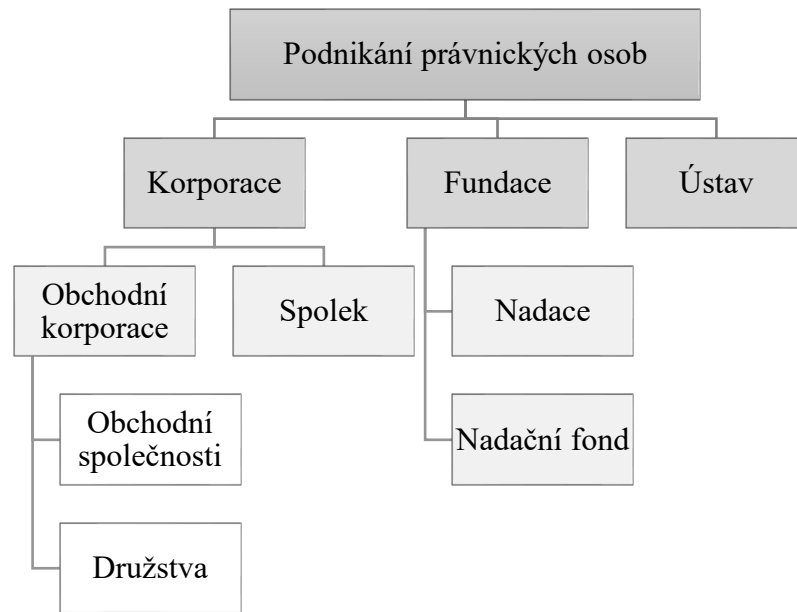 Podnikání právnických osob
Korporace
Fundace
Ústav
Obchodní
korporace
Spolek
Nadace
Obchodní
společnosti
Nadační fond
Družstva